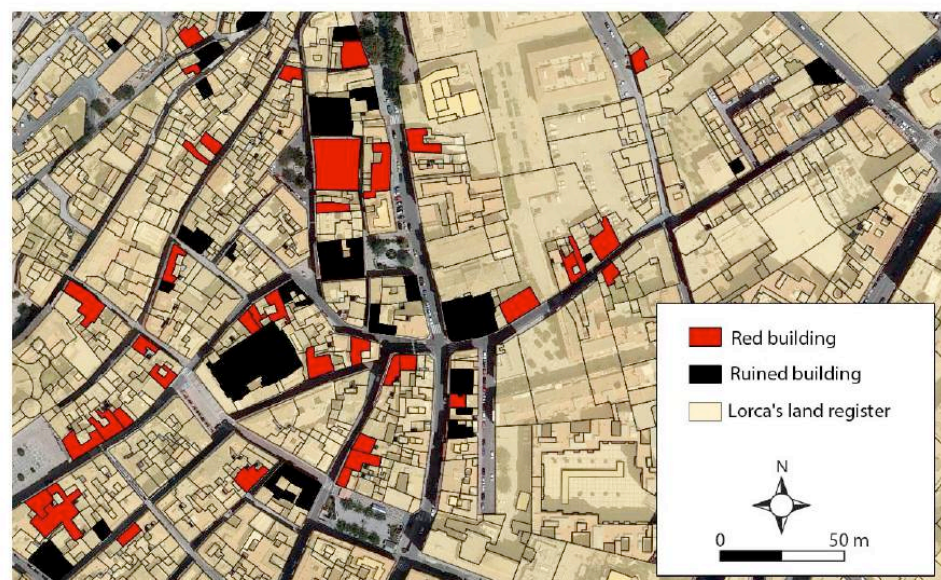 Red building
Ruined building
Lorca's land register
N
0 50 m